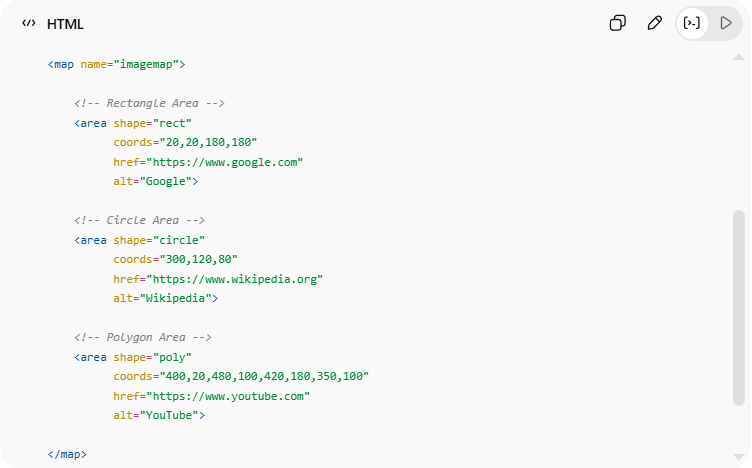 HTML
<map name="imagemap">
<!-- Rectangle Area -->
<area shape="rect"
coords="20,20,180,180"
href="https://www.google.com"
alt="Google">
<!-- Circle Area -->
<area shape="circle"
coords="300,120,80"
href="https://www.wikipedia.org"
alt="Wikipedia">
<!-- Polygon Area -->
<area shape="poly"
coords="400,20,480,100,420,180,350,100"
href="https://www.youtube.com"
alt="YouTube">
</map>